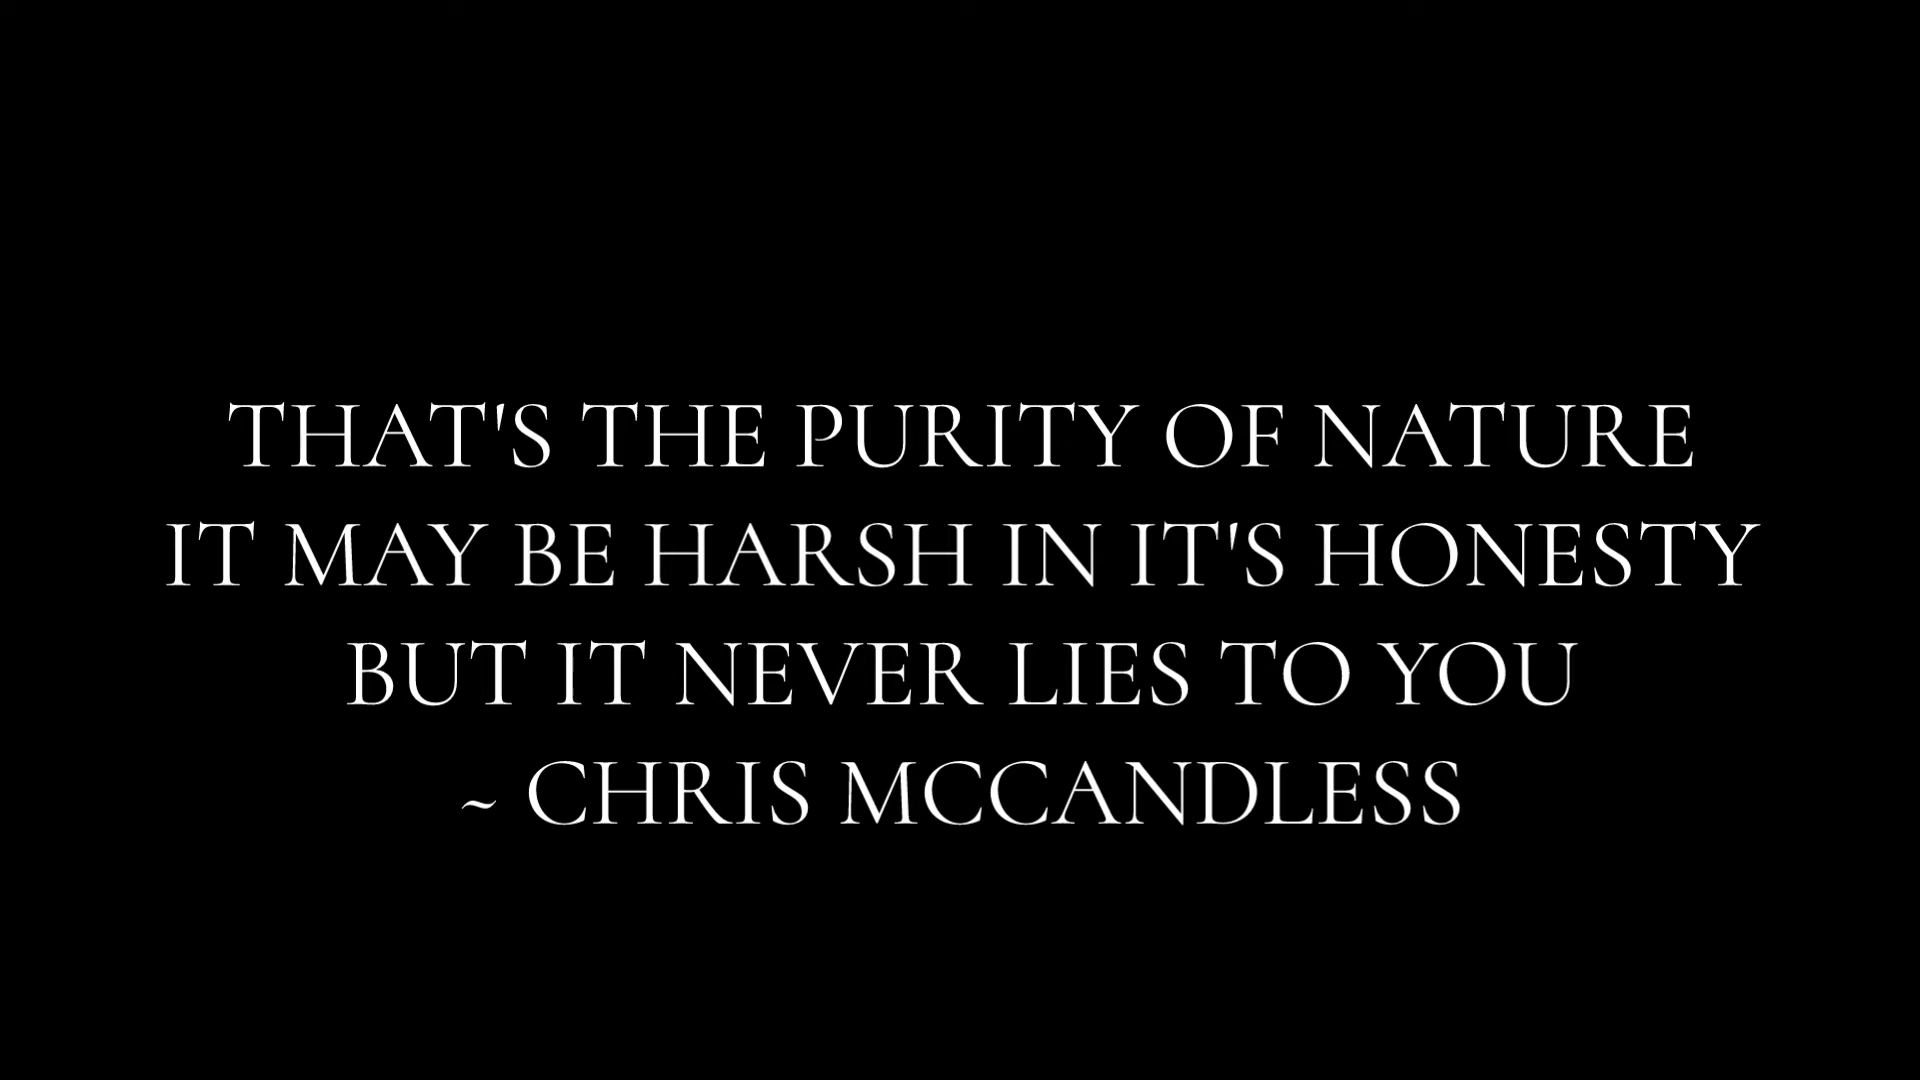 THAT'S THE PURITY OF NATURE
IT MAY BE HARSH IN IT'S HONESTY
BUT IT NEVER LIES TO YOU
~ CHRIS MCCANDLESS